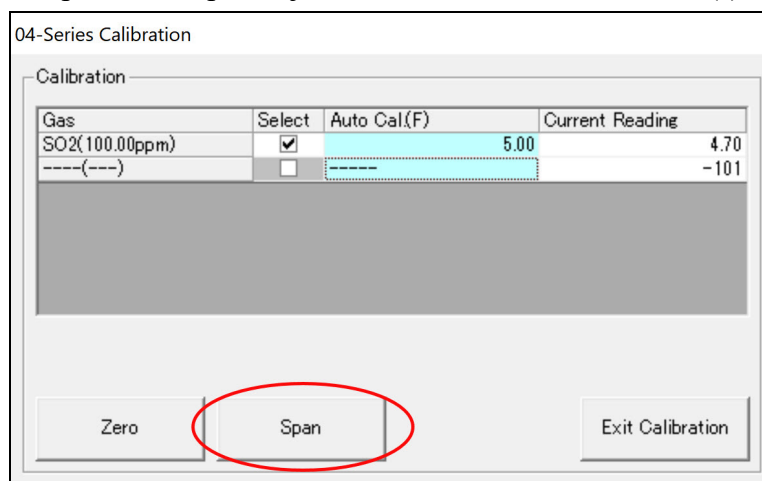 04-Series Calibration
Calibration
Gas Select Auto Cal.(F) Current Reading
SO2(100.00ppm) 5.00 4.70
----(---) ----- -101
Zero Span Exit Calibration